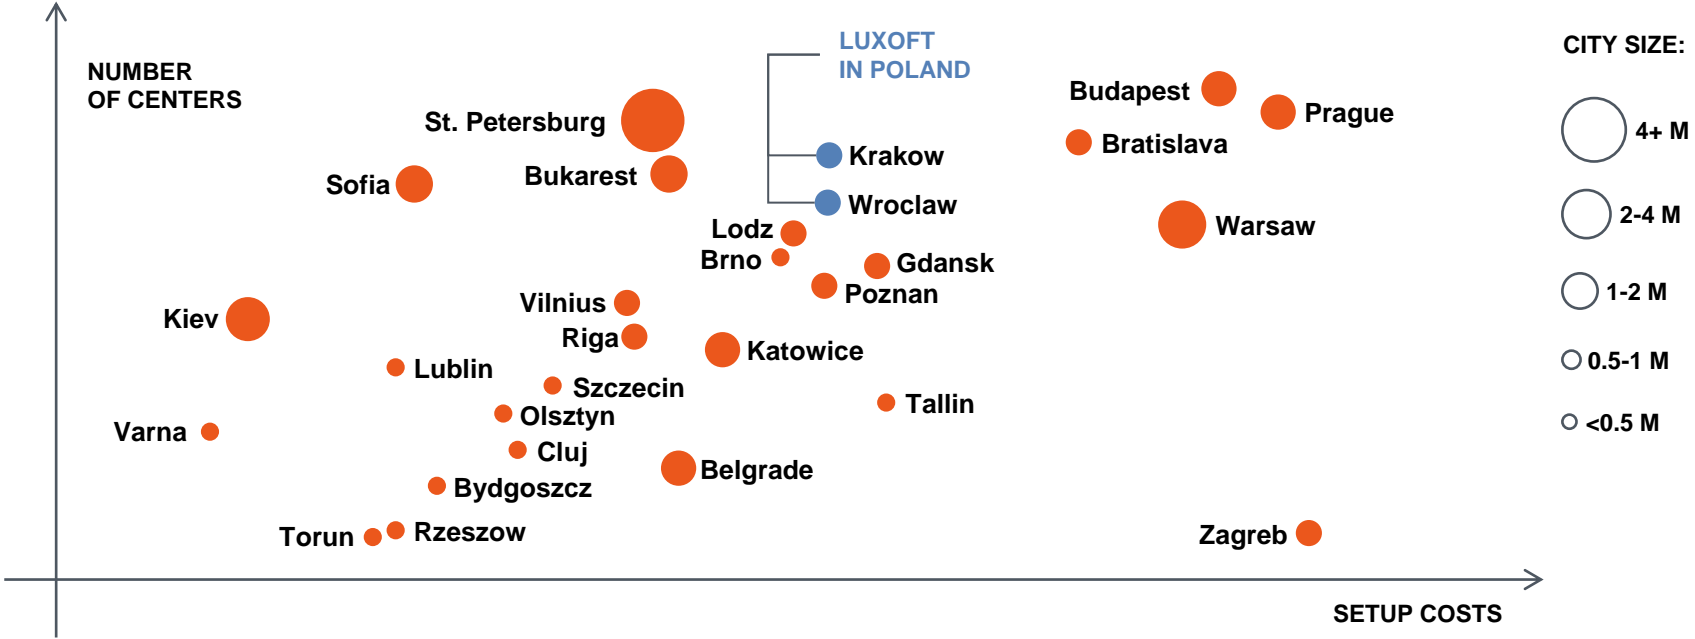 NUMBER
OF CENTERS
LUXOFT
IN POLAND
CITY SIZE:
St. Petersburg
Budapest
Prague
4+ M
Krakow
Bratislava
Sofia
Bukarest
Wroclaw
2-4 M
Lodz
Warsaw
Brno
Gdansk
Poznan
1-2 M
Kiev
Vilnius
Riga
Katowice
0.5-1 M
Lublin
Szczecin
Tallin
Olsztyn
<0.5 M
Varna
Cluj
Belgrade
Bydgoszcz
Torun
Rzeszow
Zagreb
SETUP COSTS